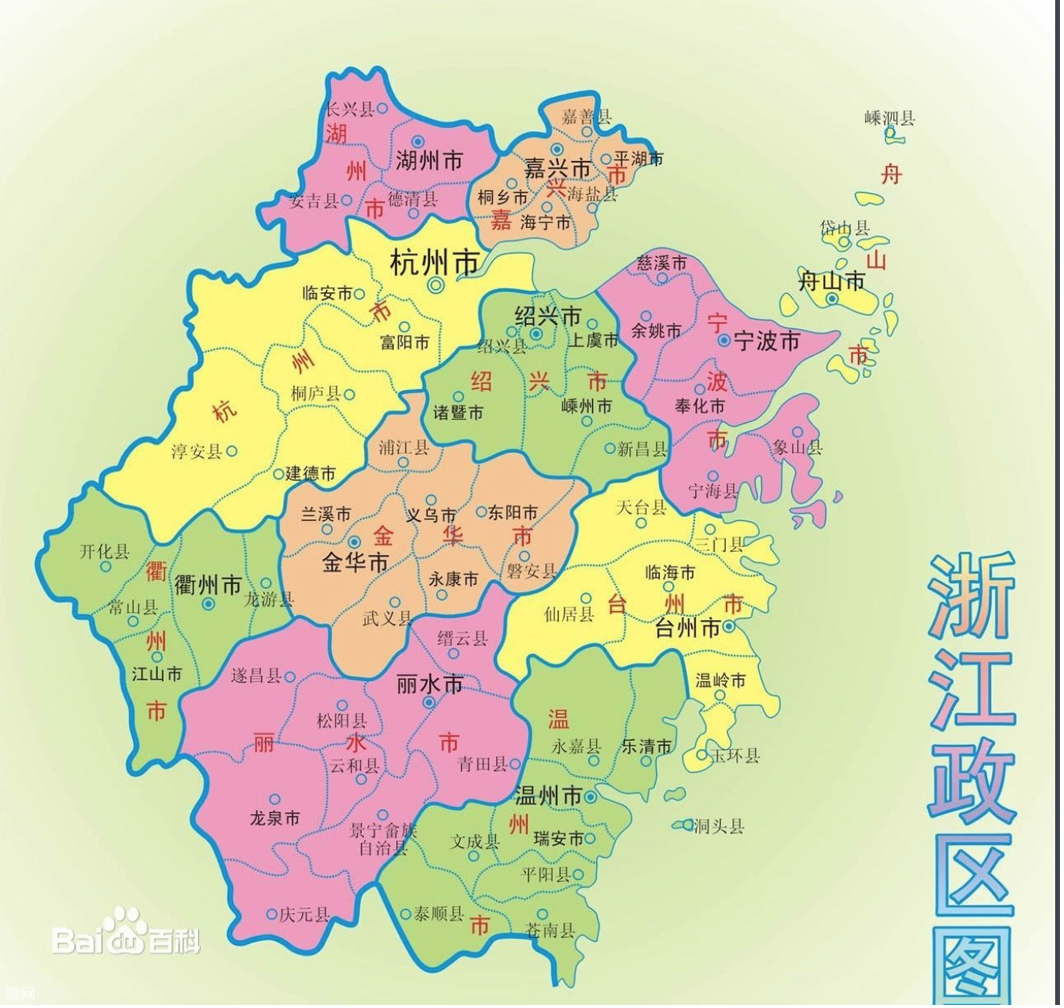 嵊泗县
长兴县
嘉善县
湖
湖州市
嘉兴市
平湖市
州
舟
安吉县
德清县
桐乡市
兴
海盐县
市
市
嘉
海宁市
岱山县
山
杭州市
慈溪市
舟山市
临安市
市
绍兴市
余姚市
宁
宁波市
富阳市
绍兴县
上虞市
市
州
桐庐县
绍
兴
市
波
杭
诸暨市
嵊州市
奉化市
淳安县
浦江县
新昌县
市
象山县
建德市
宁海县
兰溪市
义乌市
东阳市
天台县
金
华
市
三门县
开化县
金华市
衢
衢州市
磐安县
临海市
永康市
常山县
龙游县
武义县
仙居县
台
州
市
台州市
州
缙云县
江山市
遂昌县
丽水市
温岭市
市
松阳县
温
丽
水
市
永嘉县
乐清市
云和县
青田县
玉环县
温州市
龙泉市
景宁畲族
自治县
州
瑞安市
洞头县
文成县
平阳县
庆元县
泰顺县
市
苍南县
浙江政区图
Bai du 百科